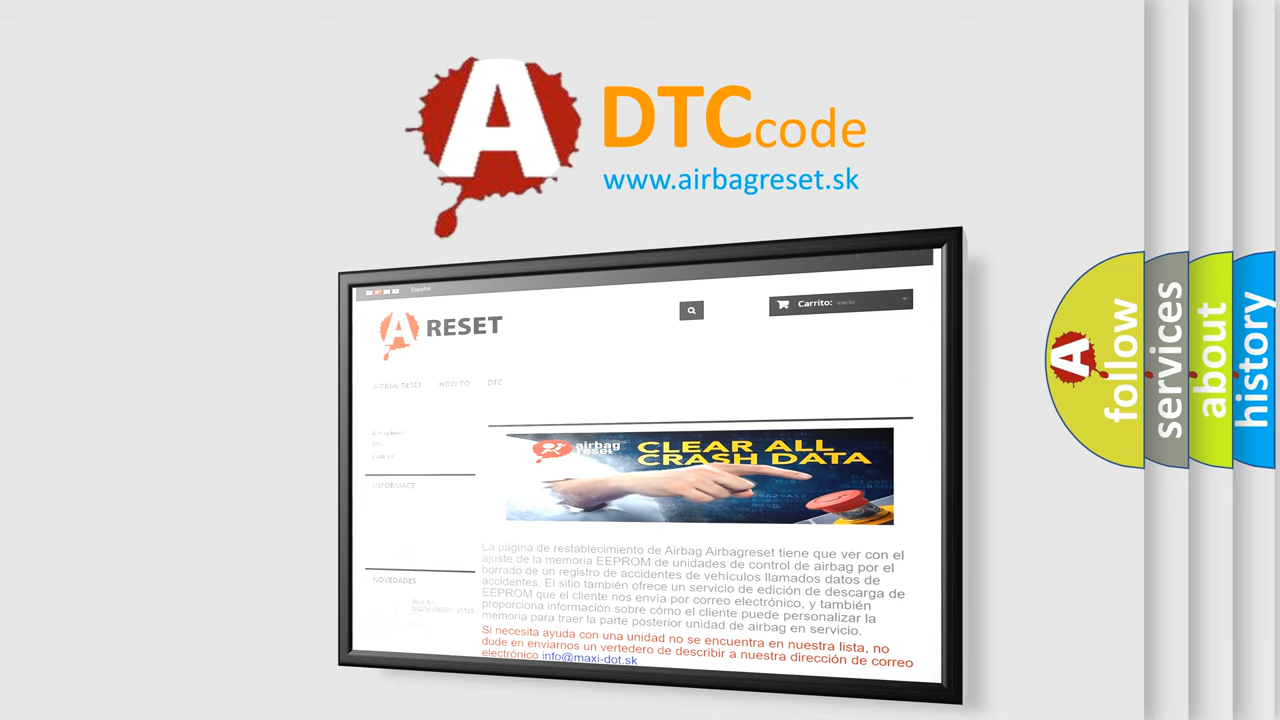 A
DTCcode
www.airbagreset.sk
Español
A RESET
Carrito: vacío
AIRBAG RESET HOW TO DTC
airbag reset
CLEAR ALL
CRASH DATA
INFORMACE
La página de restablecimiento de Airbag Airbagreset tiene que ver con el
ajuste de la memoria EEPROM de unidades de control de airbag por el
borrado de un registro de accidentes de vehículos llamados datos de
accidentes. El sitio también ofrece un servicio de edición de descarga de
EEPROM que el cliente nos envía por correo electrónico, y también
proporciona información sobre cómo el cliente puede personalizar la
memoria para traer la parte posterior unidad de airbag en servicio.
Si necesita ayuda con una unidad no se encuentra en nuestra lista, no
dude en enviarnos un vertedero de describir a nuestra dirección de correo
electrónico info@maxi-dot.sk
NOVEDADES
A
follow
services
about
history